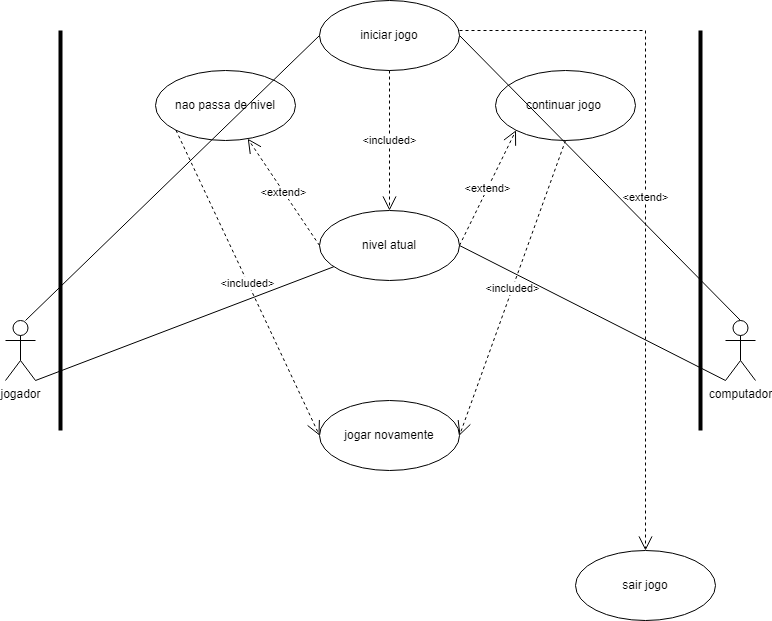 iniciar jogo
nao passa de nivel
continuar jogo
<included>
<extend>
<extend>
<extend>
nivel atual
<included>
<included>
jogador
computador
jogar novamente
sair jogo